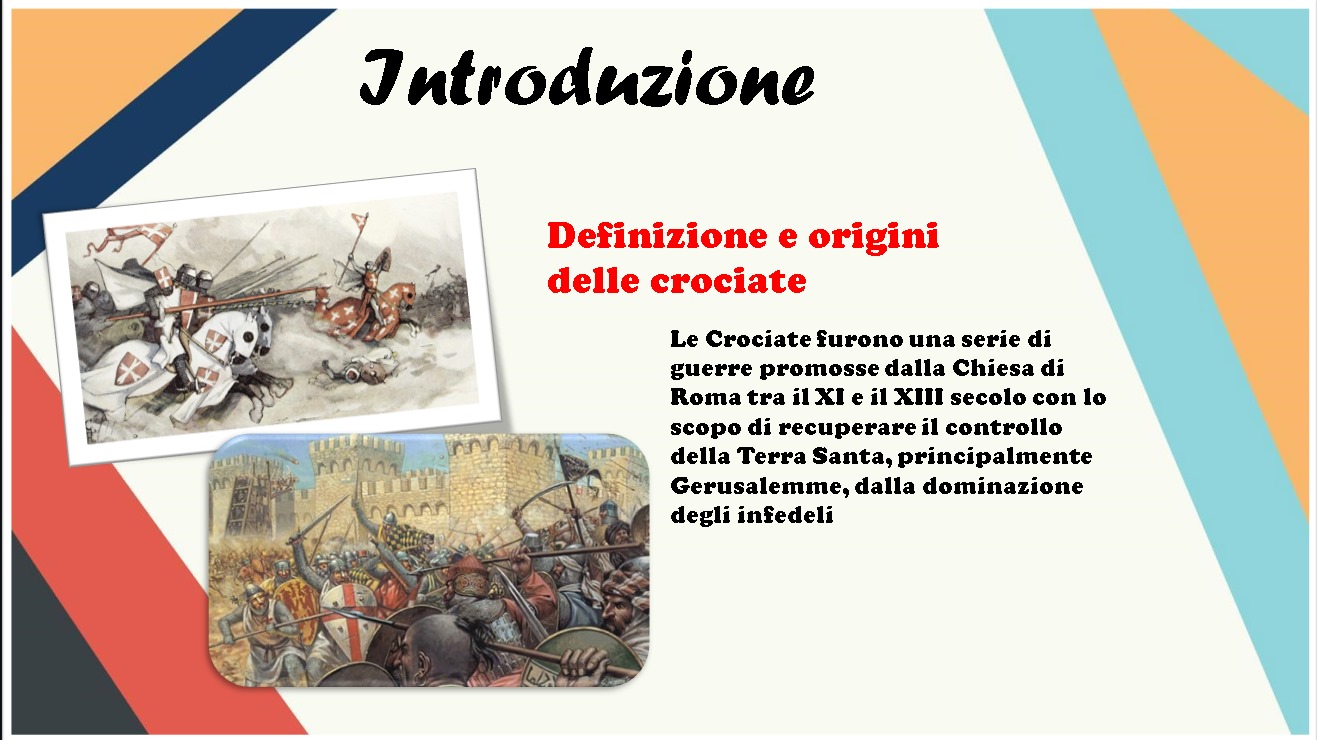 Introduzione
Definizione e origini
delle crociate
Le Crociate furono una serie di
guerre promosse dalla Chiesa di
Roma tra il XI e il XIII secolo con lo
scopo di recuperare il controllo
della Terra Santa, principalmente
Gerusalemme, dalla dominazione
degli infedeli